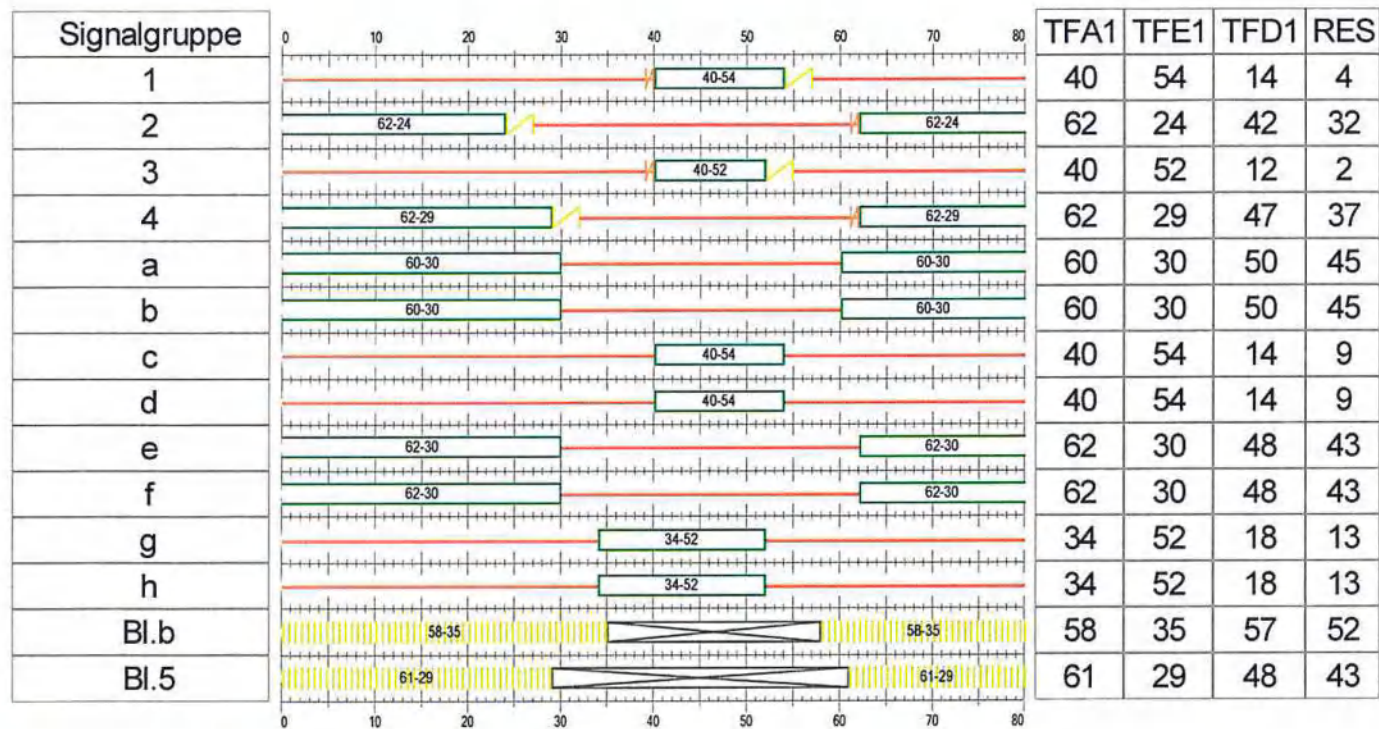 Signalgruppe 0 10 20 30 40 50 60 70 80 TFA1 TFE1 TFD1 RES
1 40-54 40 54 14 4
2 62-24 62-24 62 24 42 32
3 40-52 40 52 12 2
4 62-29 62-29 62 29 47 37
a 60-30 60-30 60 30 50 45
b 60-30 60-30 60 30 50 45
c 40-54 40 54 14 9
d 40-54 40 54 14 9
e 62-30 62-30 62 30 48 43
f 62-30 62-30 62 30 48 43
g 34-52 34 52 18 13
h 34-52 34 52 18 13
Bl.b 58-35 58-35 58 35 57 52
Bl.5 61-29 61-29 61 29 48 43
0 10 20 30 40 50 60 70 80